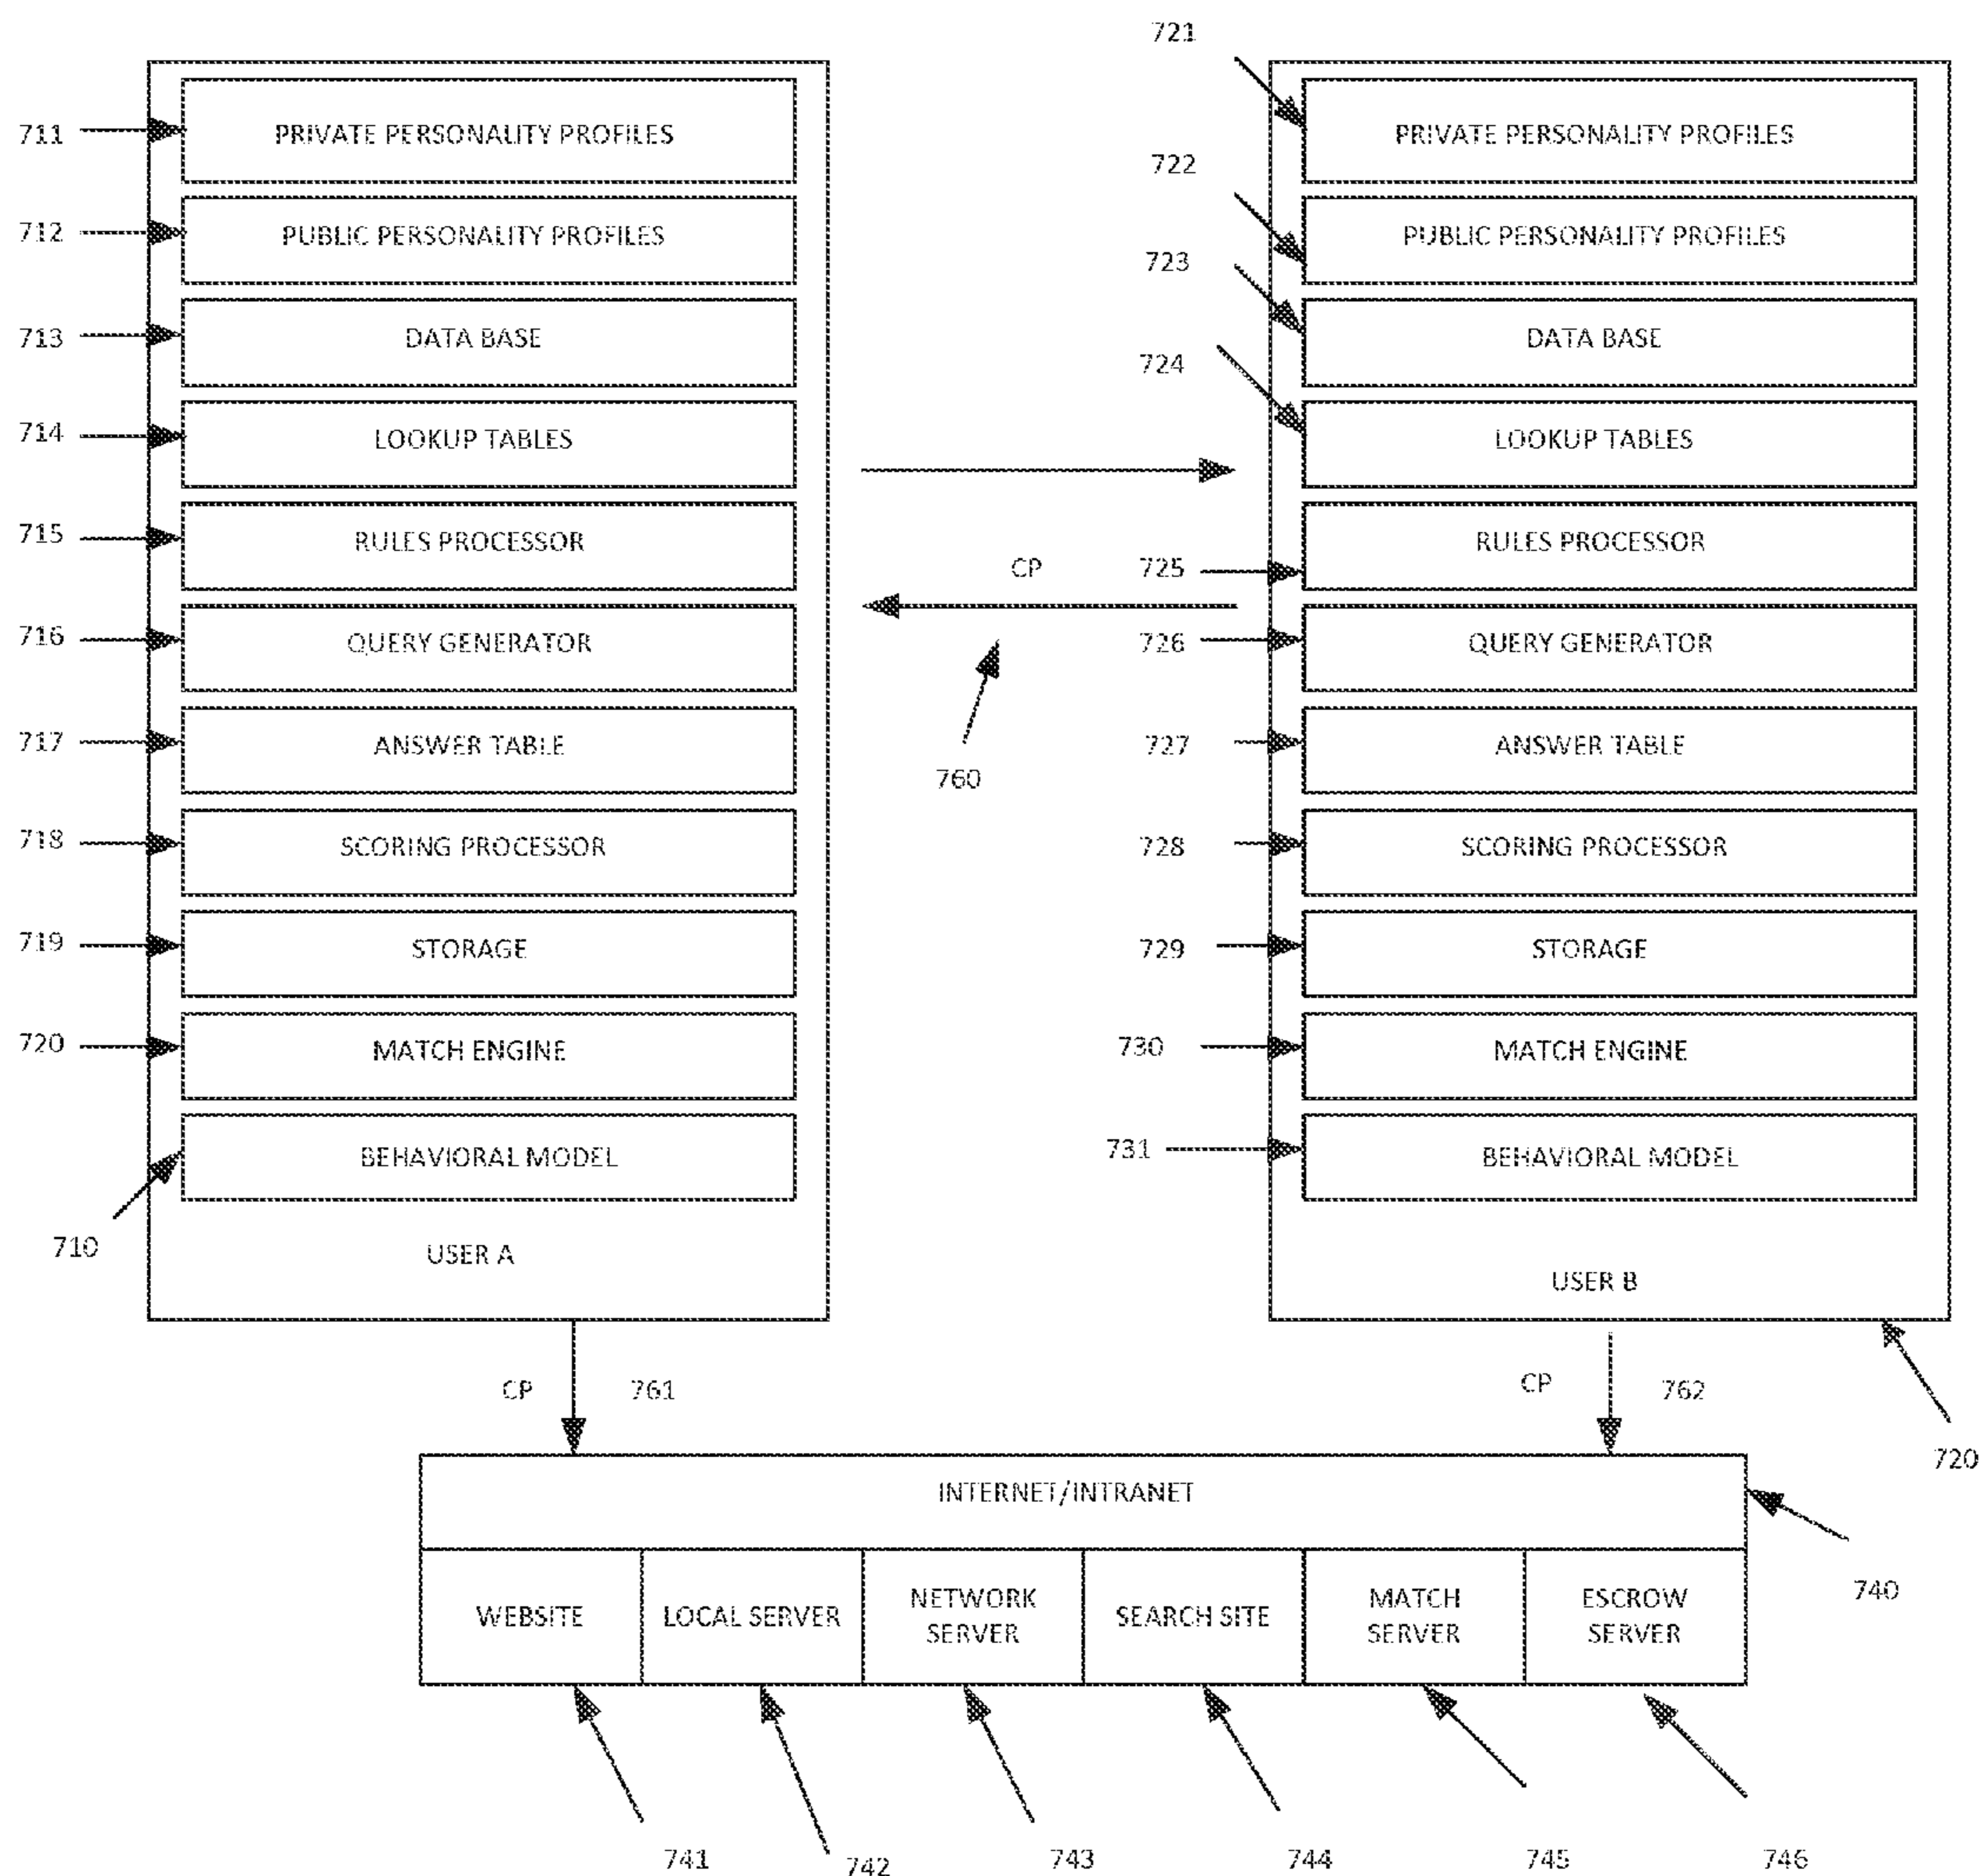 721
711 PRIVATE PERSONALITY PROFILES
PRIVATE PERSONALITY PROFILES
722
712 PUBLIC PERSONALITY PROFILES
PUBLIC PERSONALITY PROFILES
723
713 DATA BASE
DATA BASE
724
714 LOOKUP TABLES
LOOKUP TABLES
715 RULES PROCESSOR
CP
725 RULES PROCESSOR
716 QUERY GENERATOR
726 QUERY GENERATOR
717 ANSWER TABLE
760
727 ANSWER TABLE
718 SCORING PROCESSOR
728 SCORING PROCESSOR
719 STORAGE
729 STORAGE
720 MATCH ENGINE
730 MATCH ENGINE
BEHAVIORAL MODEL
731 BEHAVIORAL MODEL
710
USER A
USER B
CP 761
CP 762
720
INTERNET/INTRANET
740
WEBSITE
LOCAL SERVER
NETWORK
SERVER
SEARCH SITE
MATCH
SERVER
ESCROW
SERVER
741
742
743
744
745
746